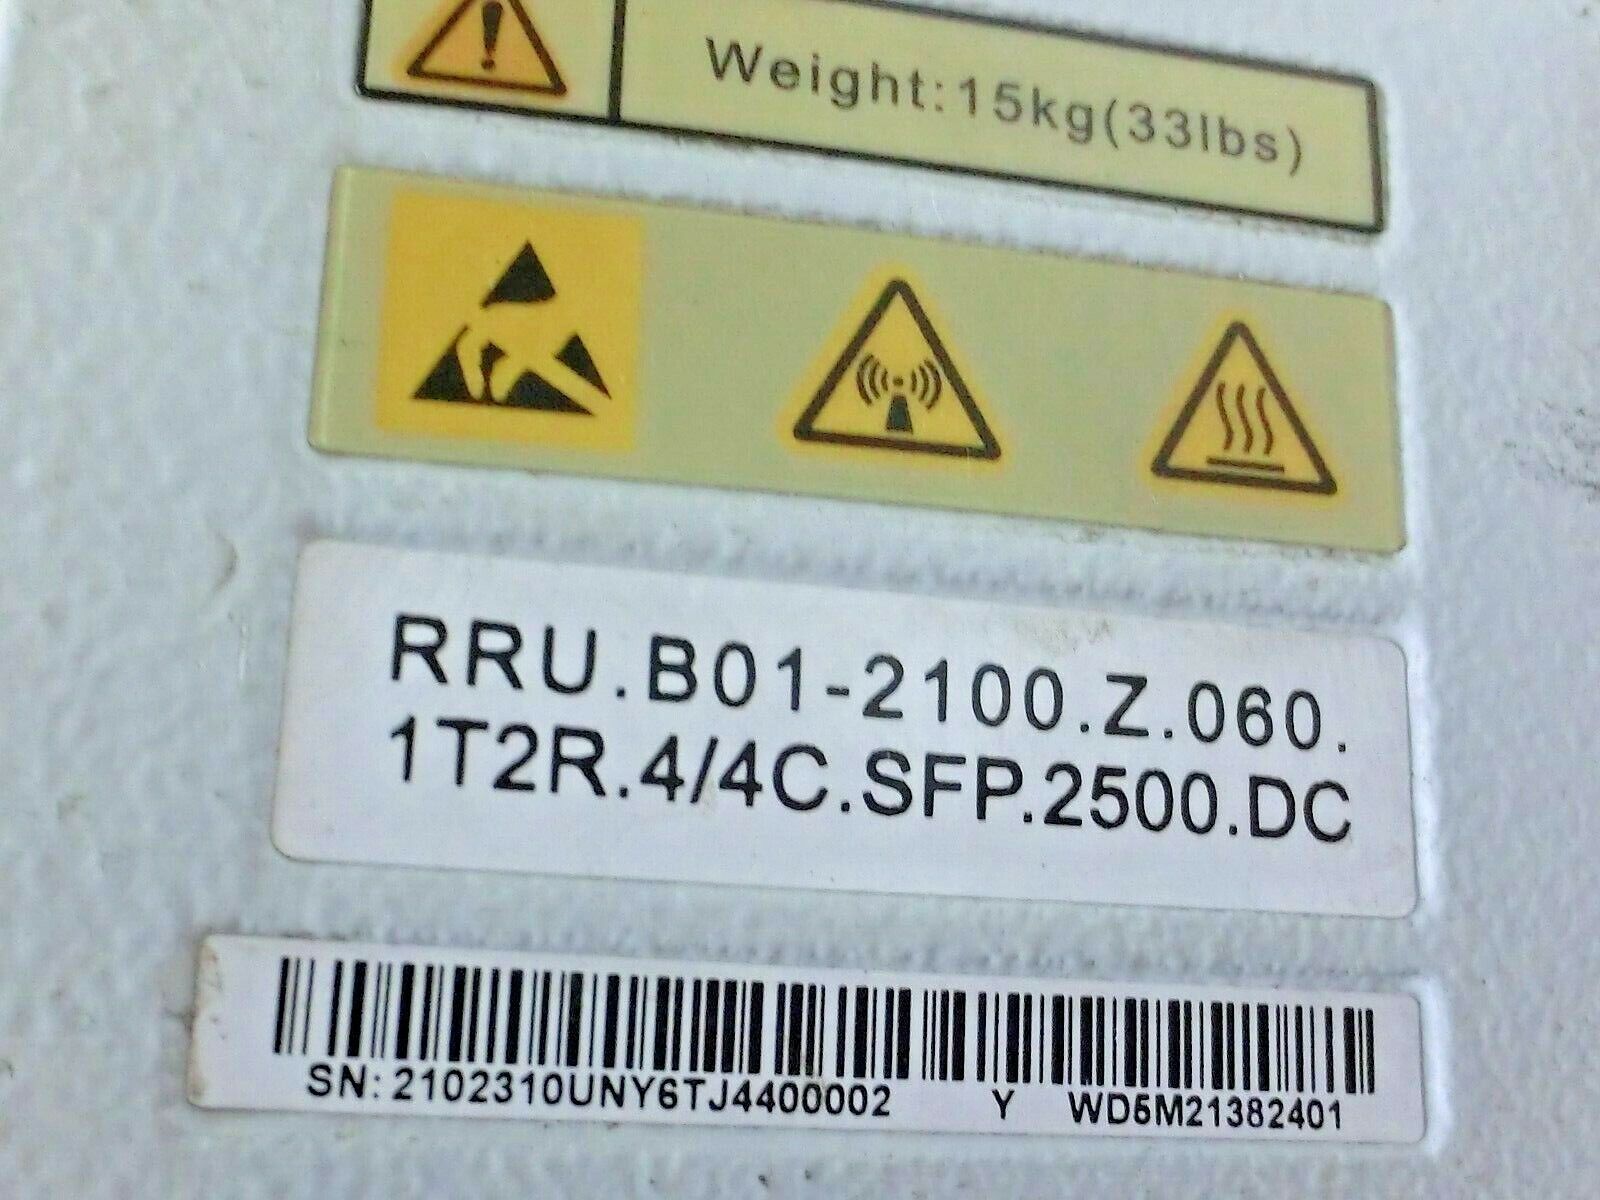 Weight:15kg(33lbs)
RRU.B01-2100.Z.060.
1T2R.4/4C.SFP.2500.DC
SN:2102310UNY6TJ4400002 Y WD5M21382401